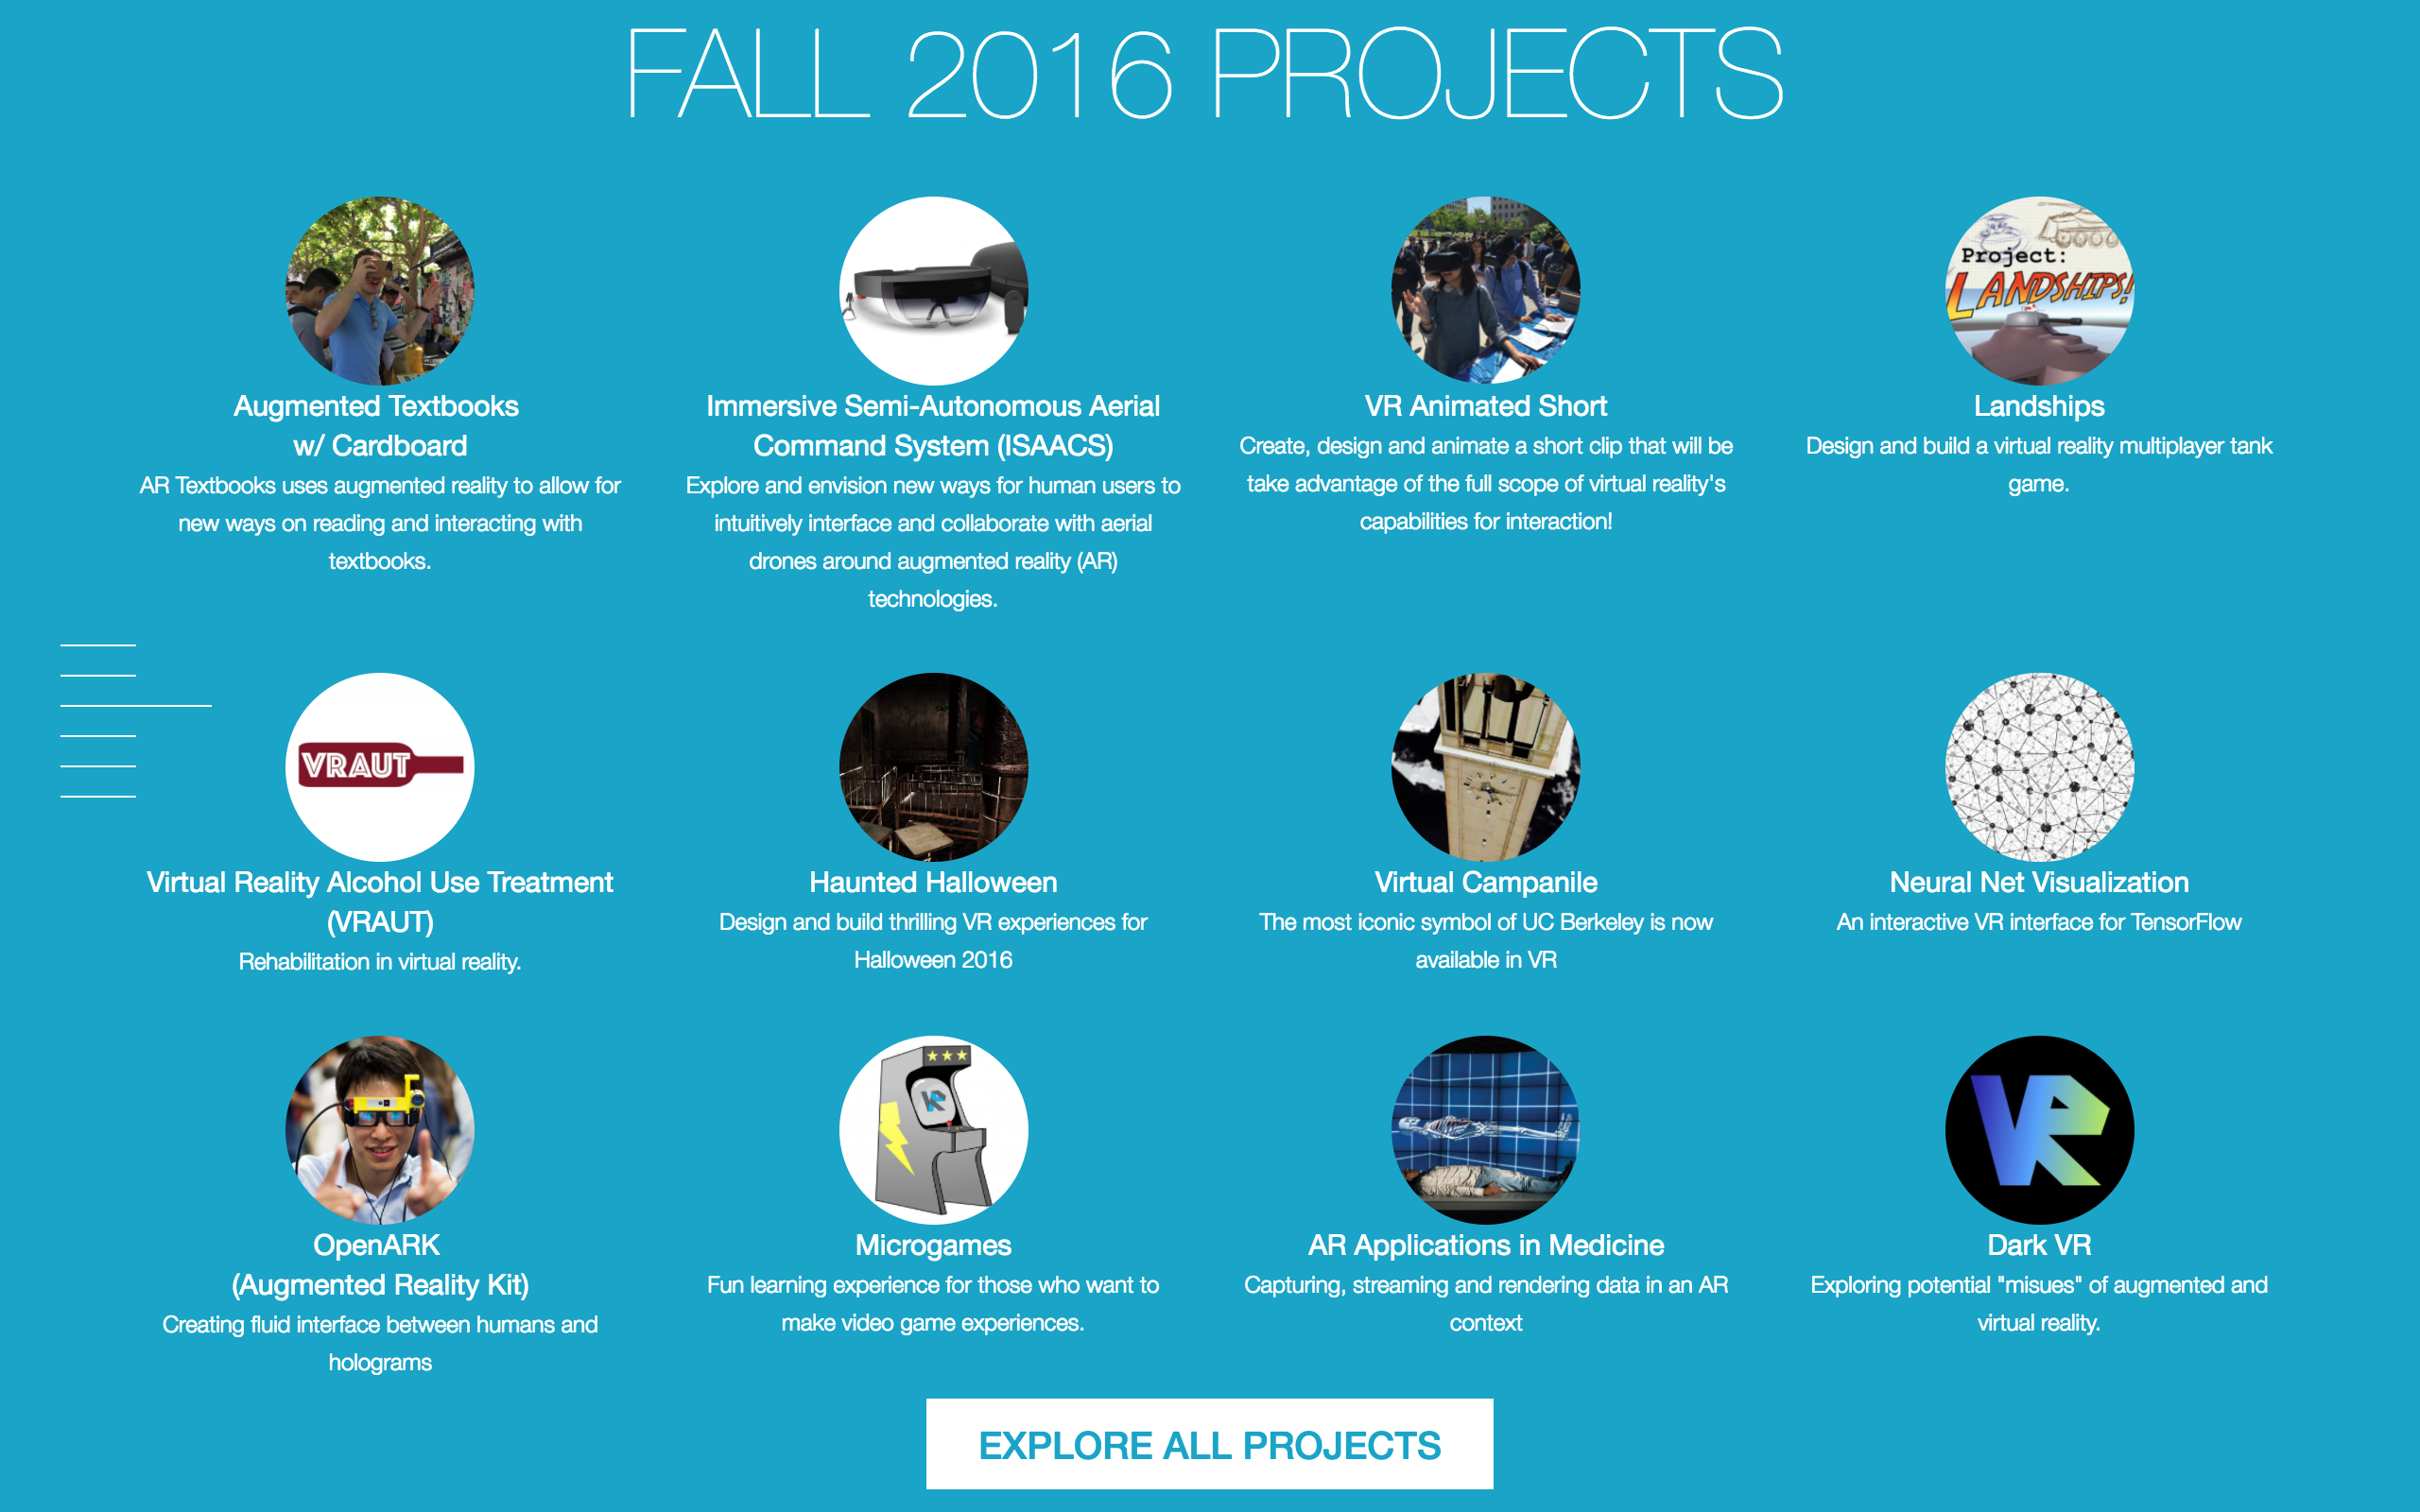 FALL 2016 PROJECTS
Project:
LANDSHIPS!
Augmented Textbooks
w/ Cardboard
AR Textbooks uses augmented reality to allow for
new ways on reading and interacting with
textbooks.
Immersive Semi-Autonomous Aerial
Command System (ISAACS)
Explore and envision new ways for human users to
intuitively interface and collaborate with aerial
drones around augmented reality (AR)
technologies.
VR Animated Short
Create, design and animate a short clip that will be
take advantage of the full scope of virtual reality's
capabilities for interaction!
Landships
Design and build a virtual reality multiplayer tank
game.
VRAUT
Virtual Reality Alcohol Use Treatment
(VRAUT)
Rehabilitation in virtual reality.
Haunted Halloween
Design and build thrilling VR experiences for
Halloween 2016
Virtual Campanile
The most iconic symbol of UC Berkeley is now
available in VR
Neural Net Visualization
An interactive VR interface for TensorFlow
OpenARK
(Augmented Reality Kit)
Creating fluid interface between humans and
holograms
VR
Microgames
Fun learning experience for those who want to
make video game experiences.
AR Applications in Medicine
Capturing, streaming and rendering data in an AR
context
VR
Dark VR
Exploring potential "misues" of augmented and
virtual reality.
EXPLORE ALL PROJECTS